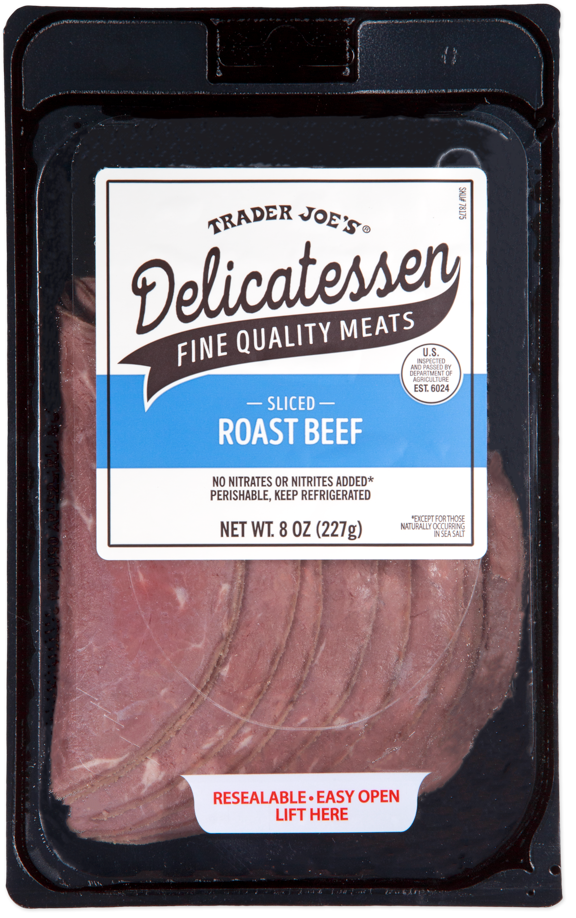 SKU# 78175
TRADER JOE'S®
Delicatessen
FINE QUALITY MEATS
U.S.
INSPECTED
AND PASSED BY
DEPARTMENT OF
AGRICULTURE
EST. 6024
— SLICED —
ROAST BEEF
NO NITRATES OR NITRITES ADDED*
PERISHABLE, KEEP REFRIGERATED
*EXCEPT FOR THOSE
NATURALLY OCCURRING
IN SEA SALT
NET WT. 8 OZ (227g)
RESEALABLE • EASY OPEN
LIFT HERE